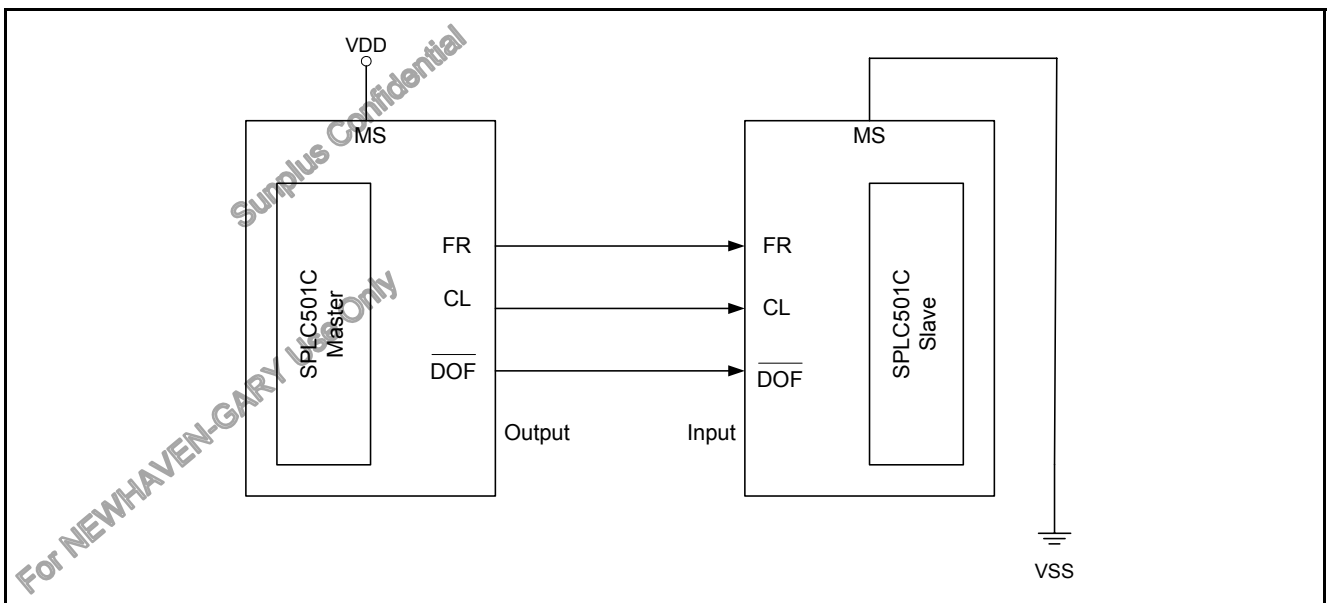 VDD
MS
MS
Sunplus Confidential
For NEWHAVEN-GARY Use Only
SPLC501C
Master
FR
CL
DOF
Output
Input
FR
CL
DOF
SPLC501C
Slave
VSS